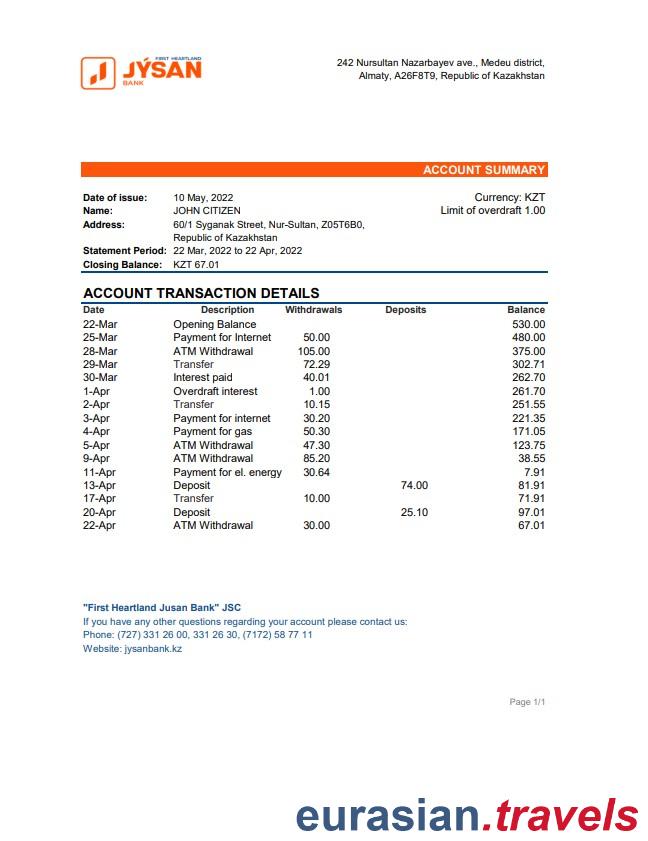 FIRST HEARTLAND
JÝSAN
BANK
242 Nursultan Nazarbayev ave., Medeu district,
Almaty, A26F8T9, Republic of Kazakhstan
ACCOUNT SUMMARY
Date of issue: 10 May, 2022 Currency: KZT
Name: JOHN CITIZEN Limit of overdraft 1.00
Address: 60/1 Syganak Street, Nur-Sultan, Z05T6B0,
Republic of Kazakhstan
Statement Period: 22 Mar, 2022 to 22 Apr, 2022
Closing Balance: KZT 67.01
ACCOUNT TRANSACTION DETAILS
Date Description Withdrawals Deposits Balance
22-Mar Opening Balance 530.00
25-Mar Payment for Internet 50.00 480.00
28-Mar ATM Withdrawal 105.00 375.00
29-Mar Transfer 72.29 302.71
30-Mar Interest paid 40.01 262.70
1-Apr Overdraft interest 1.00 261.70
2-Apr Transfer 10.15 251.55
3-Apr Payment for internet 30.20 221.35
4-Apr Payment for gas 50.30 171.05
5-Apr ATM Withdrawal 47.30 123.75
9-Apr ATM Withdrawal 85.20 38.55
11-Apr Payment for el. energy 30.64 7.91
13-Apr Deposit 74.00 81.91
17-Apr Transfer 10.00 71.91
20-Apr Deposit 25.10 97.01
22-Apr ATM Withdrawal 30.00 67.01
"First Heartland Jusan Bank" JSC
If you have any other questions regarding your account please contact us:
Phone: (727) 331 26 00, 331 26 30, (7172) 58 77 11
Website: jysanbank.kz
Page 1/1
eurasian.travels